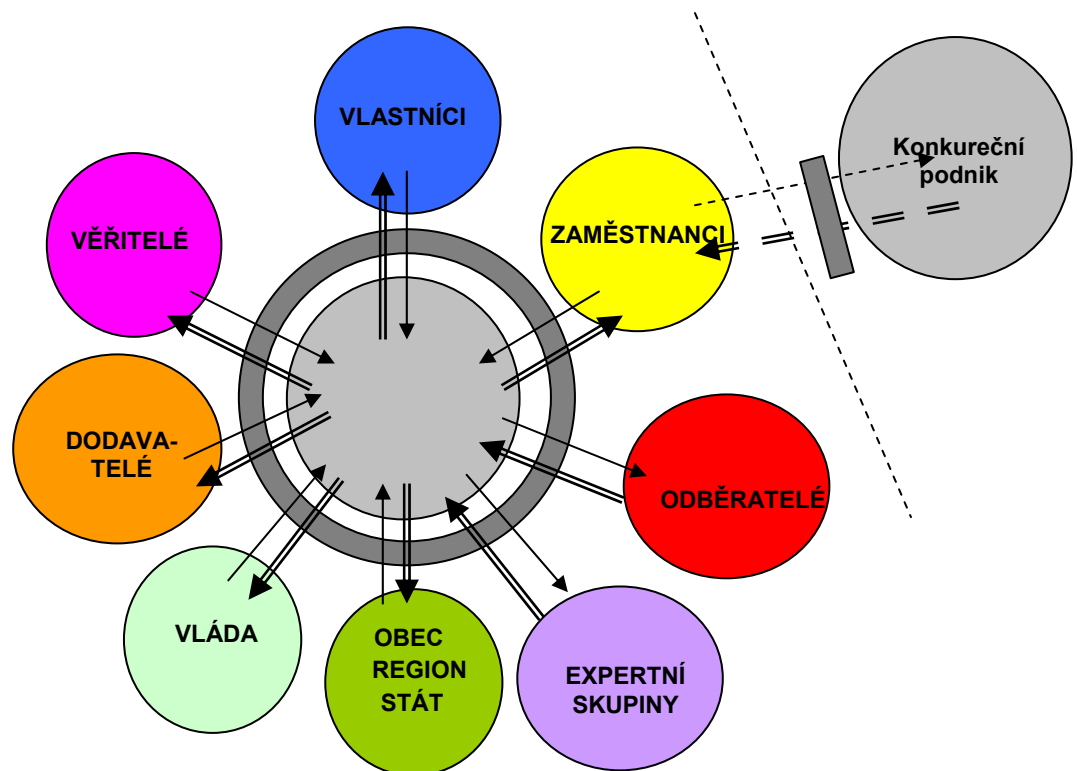 VLASTNÍCI
Konkureční
podnik
VĚŘITELÉ
ZAMĚSTNANCI
DODAVA-
TELÉ
ODBĚRATELÉ
VLÁDA
OBEC
REGION
STÁT
EXPERTNÍ
SKUPINY